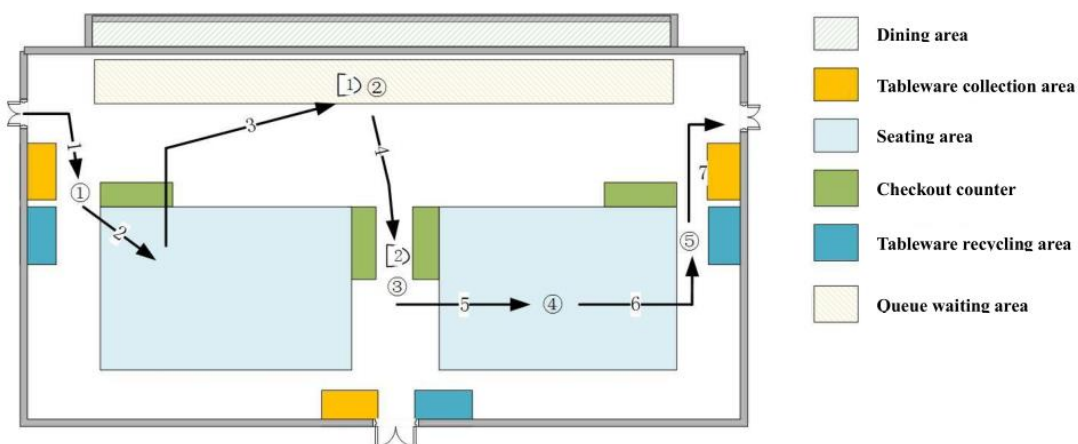 [1) ②
3
1
4
①
2
7
[2)
③
5
④
6
⑤
Dining area
Tableware collection area
Seating area
Checkout counter
Tableware recycling area
Queue waiting area